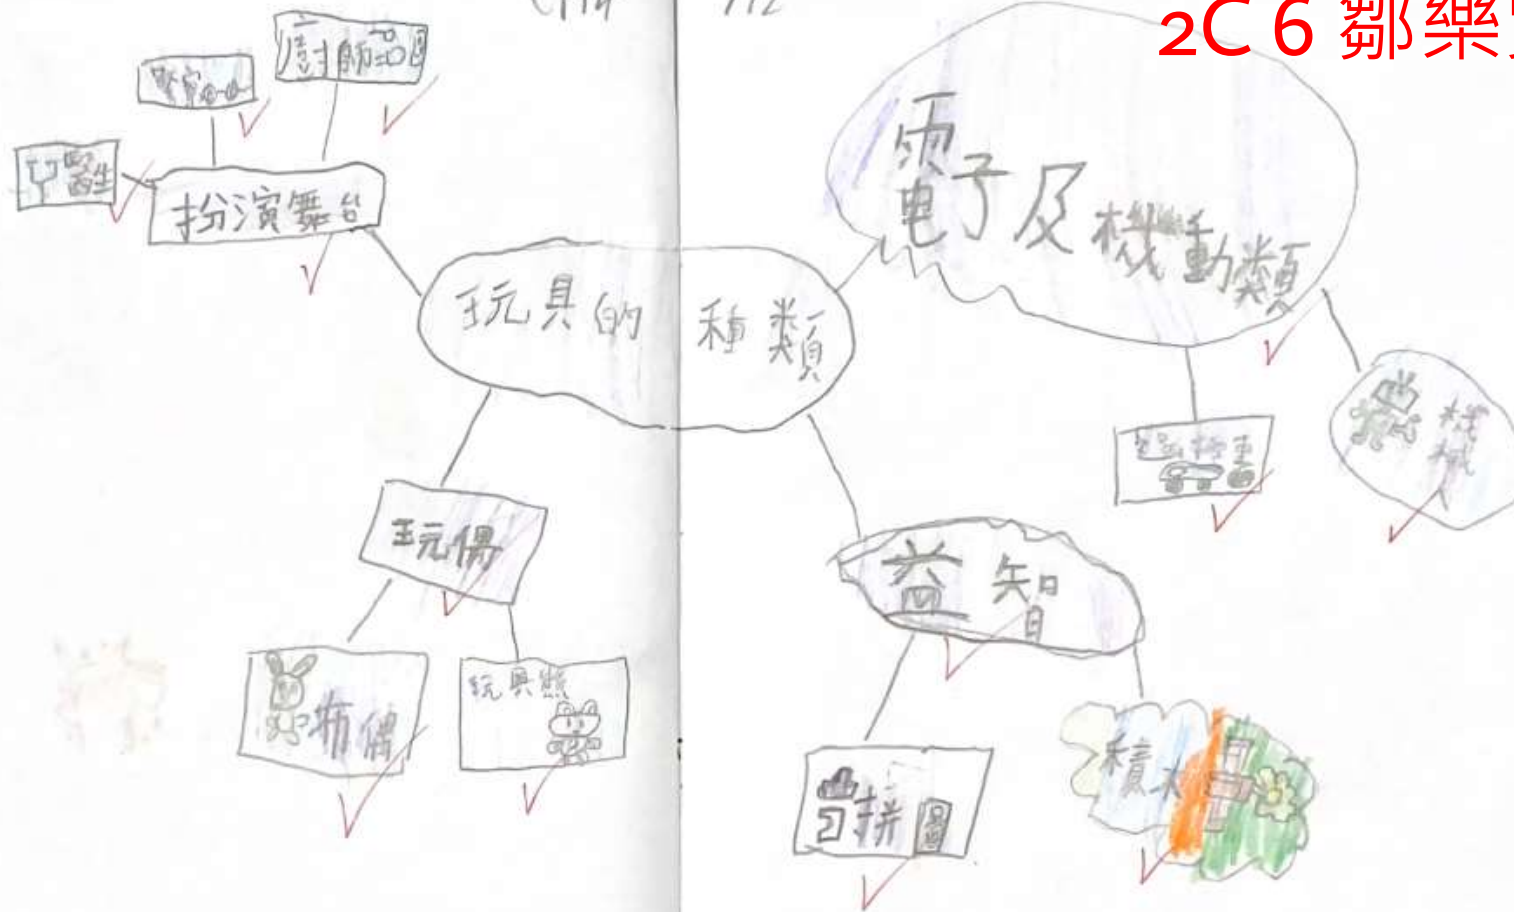 2C 6 鄒樂
廚師
警察
醫生
扮演舞台
電子及機動類
玩具的種類
機械人
玩偶
益智
布偶
玩具熊
拼圖
積木